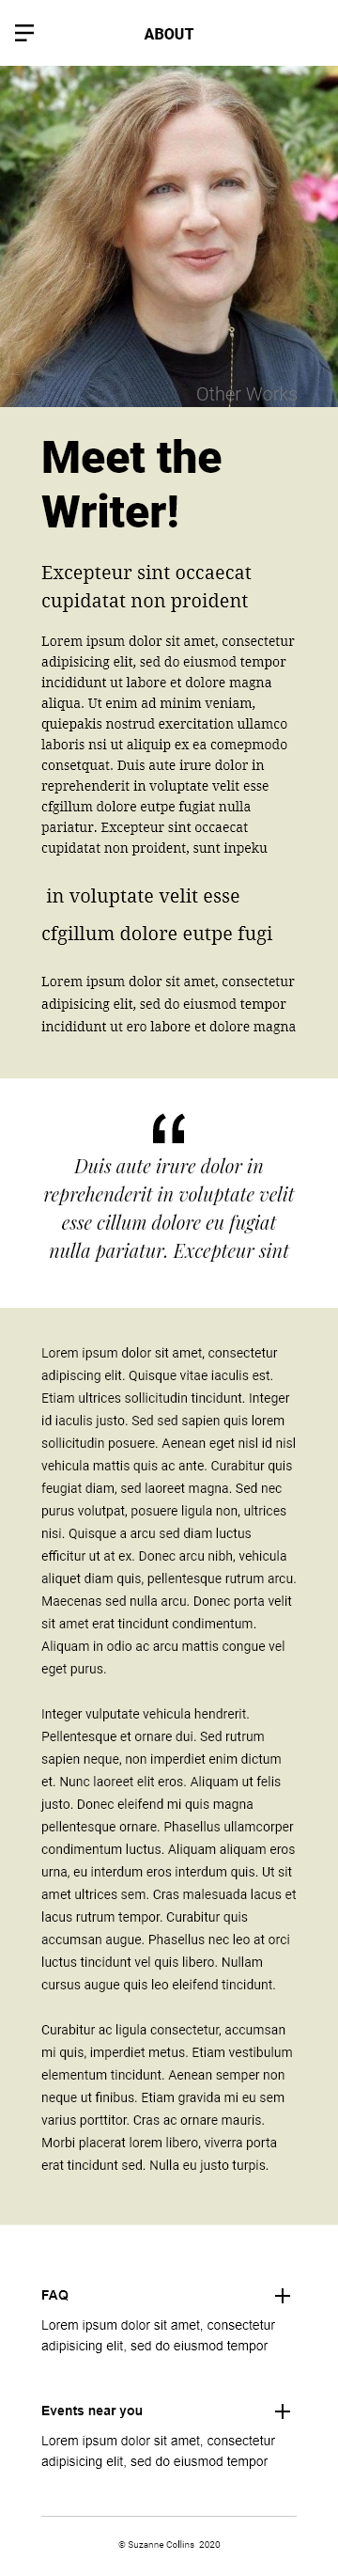 ABOUT
Other Works
Meet the
Writer!
Excepteur sint occaecat
cupidatat non proident
Lorem ipsum dolor sit amet, consectetur
adipisicing elit, sed do eiusmod tempor
incididunt ut labore et dolore magna
aliqua. Ut enim ad minim veniam,
quiepakis nostrud exercitation ullamco
laboris nsi ut aliquip ex ea comepmodo
consetquat. Duis aute irure dolor in
reprehenderit in voluptate velit esse
cfgillum dolore eutpe fugiat nulla
pariatur. Excepteur sint occaecat
cupidatat non proident, sunt inpeku
in voluptate velit esse
cfgillum dolore eutpe fugi
Lorem ipsum dolor sit amet, consectetur
adipisicing elit, sed do eiusmod tempor
incididunt ut ero labore et dolore magna
“
Duis aute irure dolor in
reprehenderit in voluptate velit
esse cillum dolore eu fugiat
nulla pariatur. Excepteur sint
Lorem ipsum dolor sit amet, consectetur
adipiscing elit. Quisque vitae iaculis est.
Etiam ultrices sollicitudin tincidunt. Integer
id iaculis justo. Sed sed sapien quis lorem
sollicitudin posuere. Aenean eget nisl id nisl
vehicula mattis quis ac ante. Curabitur quis
feugiat diam, sed laoreet magna. Sed nec
purus volutpat, posuere ligula non, ultrices
nisi. Quisque a arcu sed diam luctus
efficitur ut at ex. Donec arcu nibh, vehicula
aliquet diam quis, pellentesque rutrum arcu.
Maecenas sed nulla arcu. Donec porta velit
sit amet erat tincidunt condimentum.
Aliquam in odio ac arcu mattis congue vel
eget purus.
Integer vulputate vehicula hendrerit.
Pellentesque et ornare dui. Sed rutrum
sapien neque, non imperdiet enim dictum
et. Nunc laoreet elit eros. Aliquam ut felis
justo. Donec eleifend mi quis magna
pellentesque ornare. Phasellus ullamcorper
condimentum luctus. Aliquam aliquam eros
urna, eu interdum eros interdum quis. Ut sit
amet ultrices sem. Cras malesuada lacus et
lacus rutrum tempor. Curabitur quis
accumsan augue. Phasellus nec leo at orci
luctus tincidunt vel quis libero. Nullam
cursus augue quis leo eleifend tincidunt.
Curabitur ac ligula consectetur, accumsan
mi quis, imperdiet metus. Etiam vestibulum
elementum tincidunt. Aenean semper non
neque ut finibus. Etiam gravida mi eu sem
varius porttitor. Cras ac ornare mauris.
Morbi placerat lorem libero, viverra porta
erat tincidunt sed. Nulla eu justo turpis.
FAQ
Lorem ipsum dolor sit amet, consectetur
adipisicing elit, sed do eiusmod tempor
Events near you
Lorem ipsum dolor sit amet, consectetur
adipisicing elit, sed do eiusmod tempor
© Suzanne Collins 2020